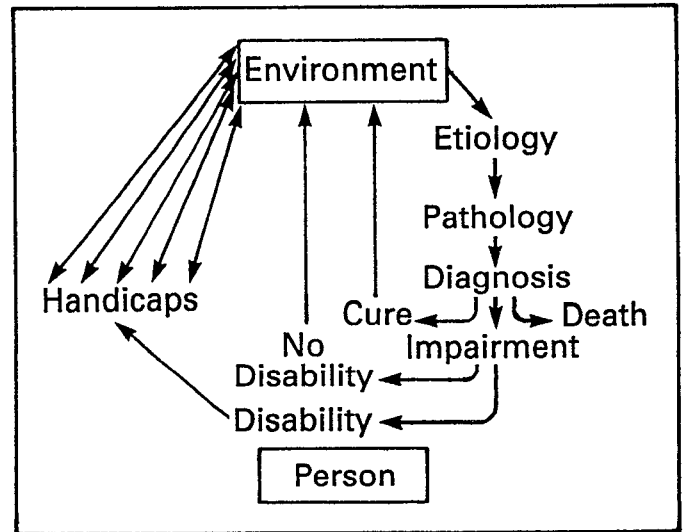 Environment
Etiology
Pathology
Diagnosis
Handicaps
Cure
Death
No
Impairment
Disability
Disability
Person